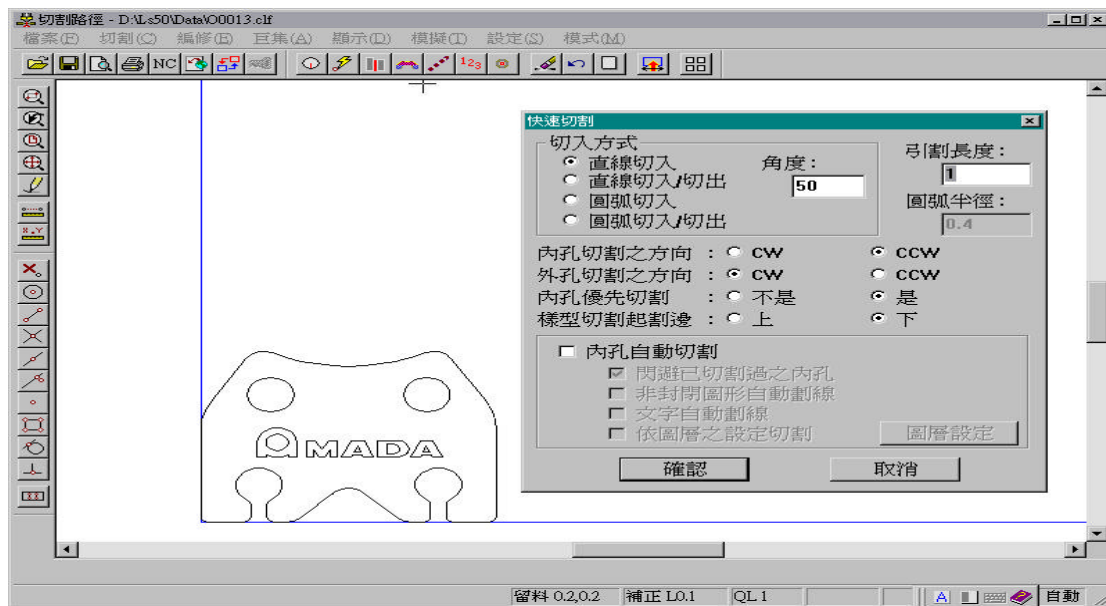 切割路徑 - D:\Ls50\Data\O0013.clf
檔案(F) 切割(C) 編修(E) 巨集(A) 顯示(D) 模擬(T) 設定(S) 模式(M)
NC 123
X.Y
快速切割
切入方式
直線切入
直線切入/切出
圓弧切入
圓弧切入/切出
角度:
50
引割長度:
1
圓弧半徑:
0.4
內孔切割之方向 : CW CCW
外孔切割之方向 : CW CCW
內孔優先切割 : 不是 是
樣型切割起割邊 : 上 下
內孔自動切割
閃避已切割過之內孔
非封閉圖形自動劃線
文字自動劃線
依圖層之設定切割 圖層設定
確認 取消
AMADA
留料 0.2,0.2 補正 L0.1 QL 1 A 自動